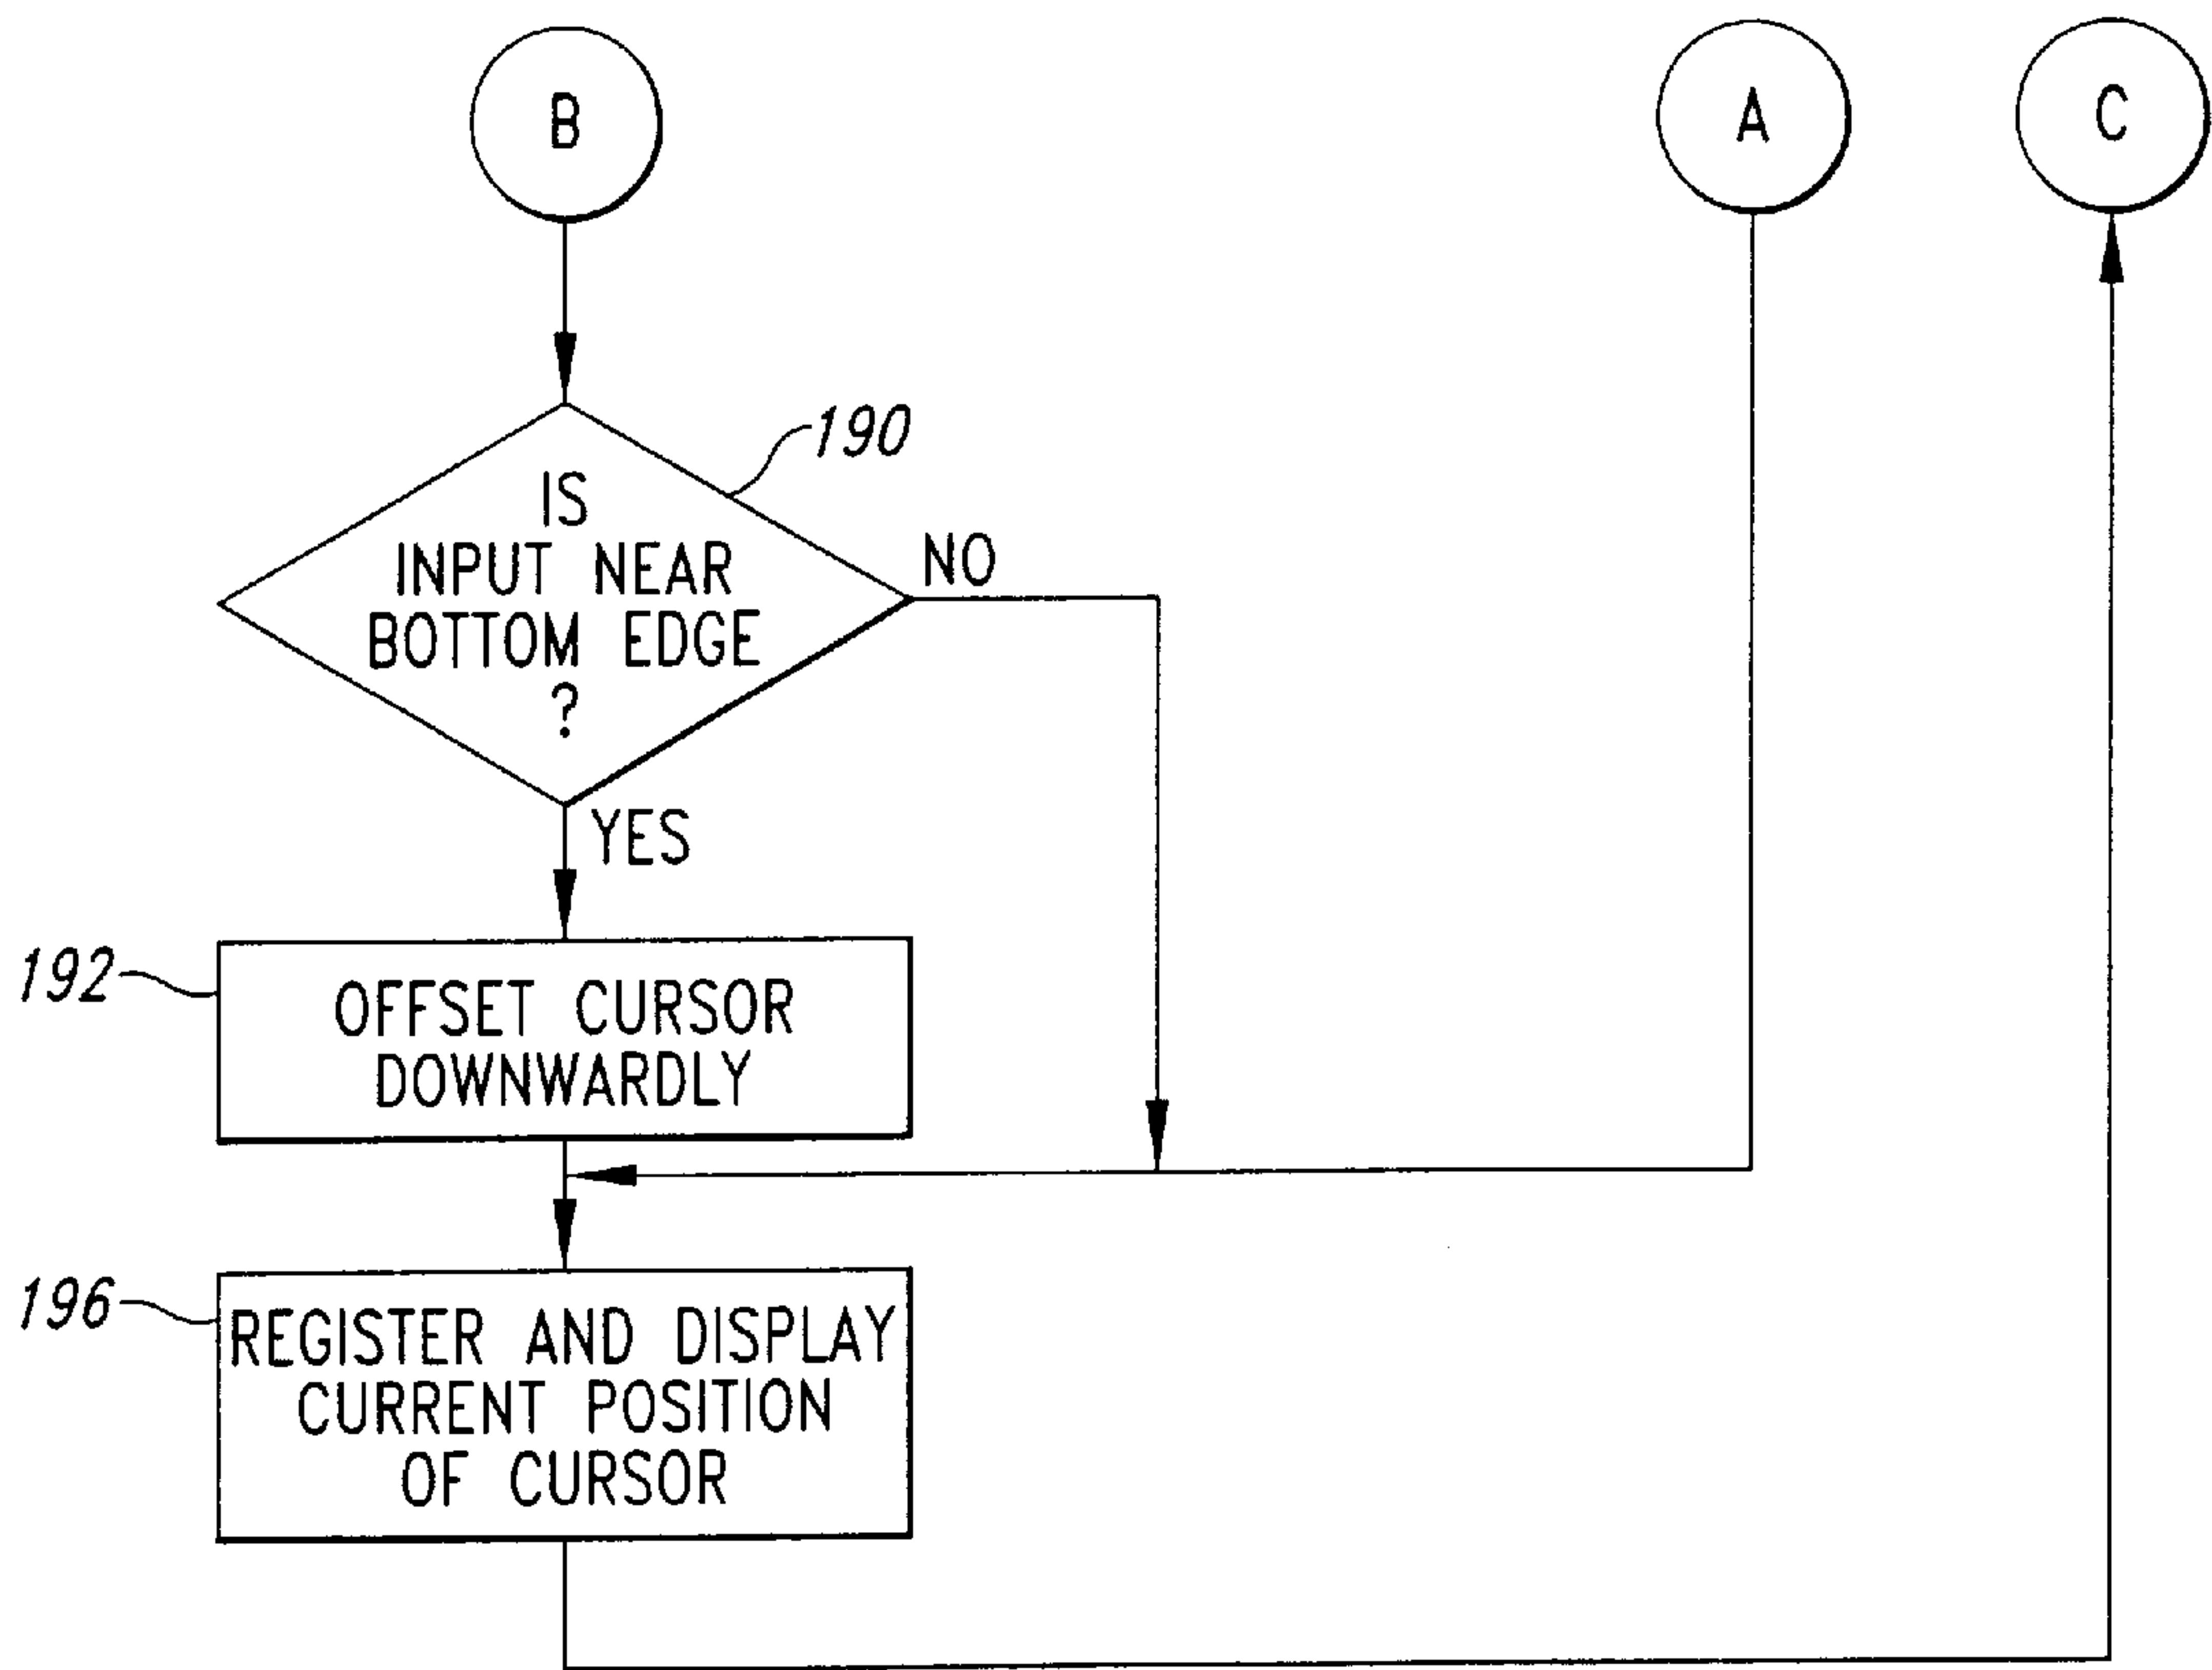 B
A
C
190
IS
INPUT NEAR
BOTTOM EDGE
?
NO
YES
192
OFFSET CURSOR
DOWNWARDLY
196
REGISTER AND DISPLAY
CURRENT POSITION
OF CURSOR